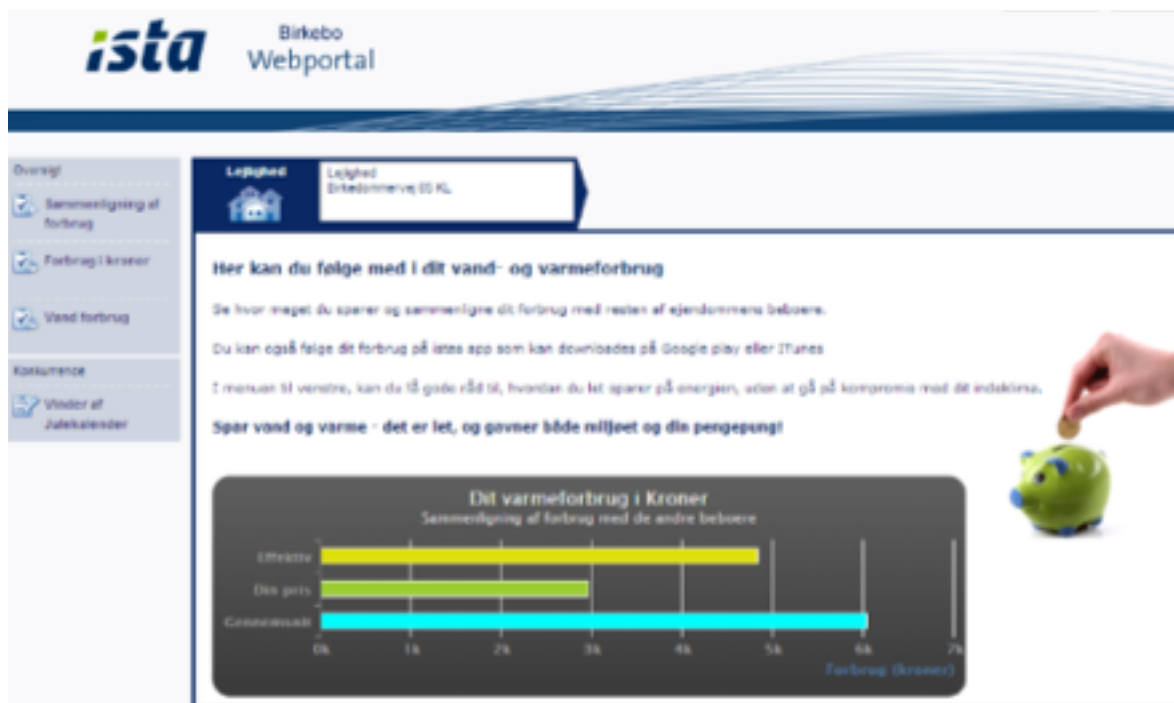 ista
Birkebo
Webportal
Oversigt
Sammenligning af
forbrug
Forbrug i kroner
Vand forbrug
Konkurrence
Vinder af
Julekalender
Lejlighed
Lejlighed
KL
Her kan du følge med i dit vand- og varmeforbrug
Se hvor meget du sparer og sammenligne dit forbrug med resten af ejendommens beboere.
Du kan også følge dit forbrug på istas app som kan downloades på Google play eller ITunes
I menuen til venstre, kan du få gode råd til, hvordan du let sparer på energien, uden at gå på kompromis med dit indeklima.
Spar vand og varme - det er let, og gavner både miljøet og din pengepung!
Dit varmeforbrug i Kroner
Sammenligning af forbrug med de andre beboere
Effektiv
Din pris
Gennemsnit
0k 1k 2k 3k 4k 5k 6k 7k
Forbrug (kroner)